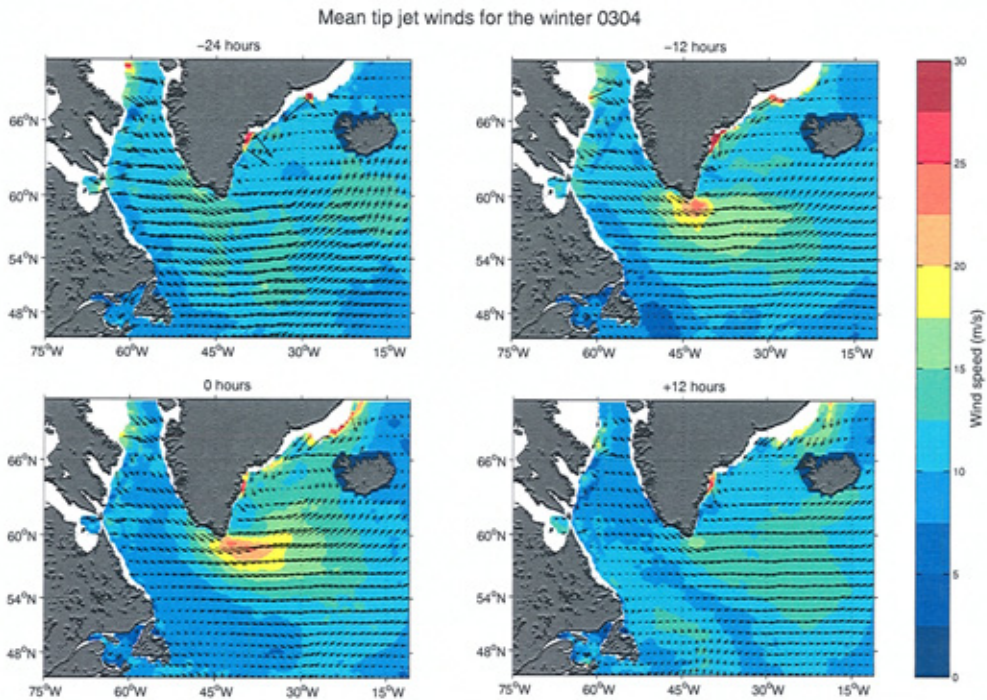 Mean tip jet winds for the winter 0304
−24 hours
66°N
60°N
54°N
48°N
75°W 60°W 45°W 30°W 15°W
−12 hours
66°N
60°N
54°N
48°N
75°W 60°W 45°W 30°W 15°W
0 hours
66°N
60°N
54°N
48°N
75°W 60°W 45°W 30°W 15°W
+12 hours
66°N
60°N
54°N
48°N
75°W 60°W 45°W 30°W 15°W
30
25
20
15
10
5
0
Wind speed (m/s)